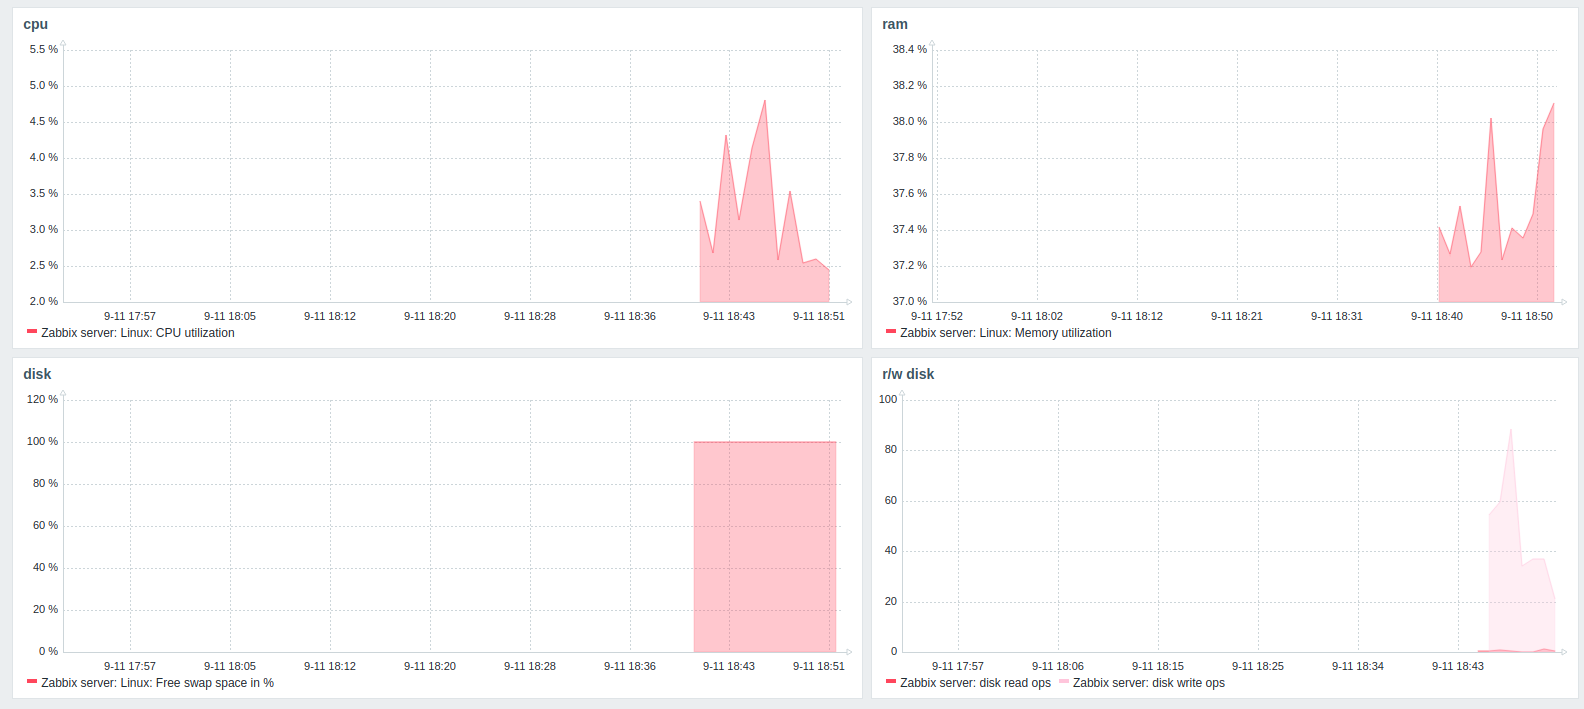 cpu
5.5 %
5.0 %
4.5 %
4.0 %
3.5 %
3.0 %
2.5 %
2.0 %
9-11 17:57 9-11 18:05 9-11 18:12 9-11 18:20 9-11 18:28 9-11 18:36 9-11 18:43 9-11 18:51
Zabbix server: Linux: CPU utilization
ram
38.4 %
38.2 %
38.0 %
37.8 %
37.6 %
37.4 %
37.2 %
37.0 %
9-11 17:52 9-11 18:02 9-11 18:12 9-11 18:21 9-11 18:31 9-11 18:40 9-11 18:50
Zabbix server: Linux: Memory utilization
disk
120 %
100 %
80 %
60 %
40 %
20 %
0 %
9-11 17:57 9-11 18:05 9-11 18:12 9-11 18:20 9-11 18:28 9-11 18:36 9-11 18:43 9-11 18:51
Zabbix server: Linux: Free swap space in %
r/w disk
100
80
60
40
20
0
9-11 17:57 9-11 18:06 9-11 18:15 9-11 18:25 9-11 18:34 9-11 18:43
Zabbix server: disk read ops Zabbix server: disk write ops